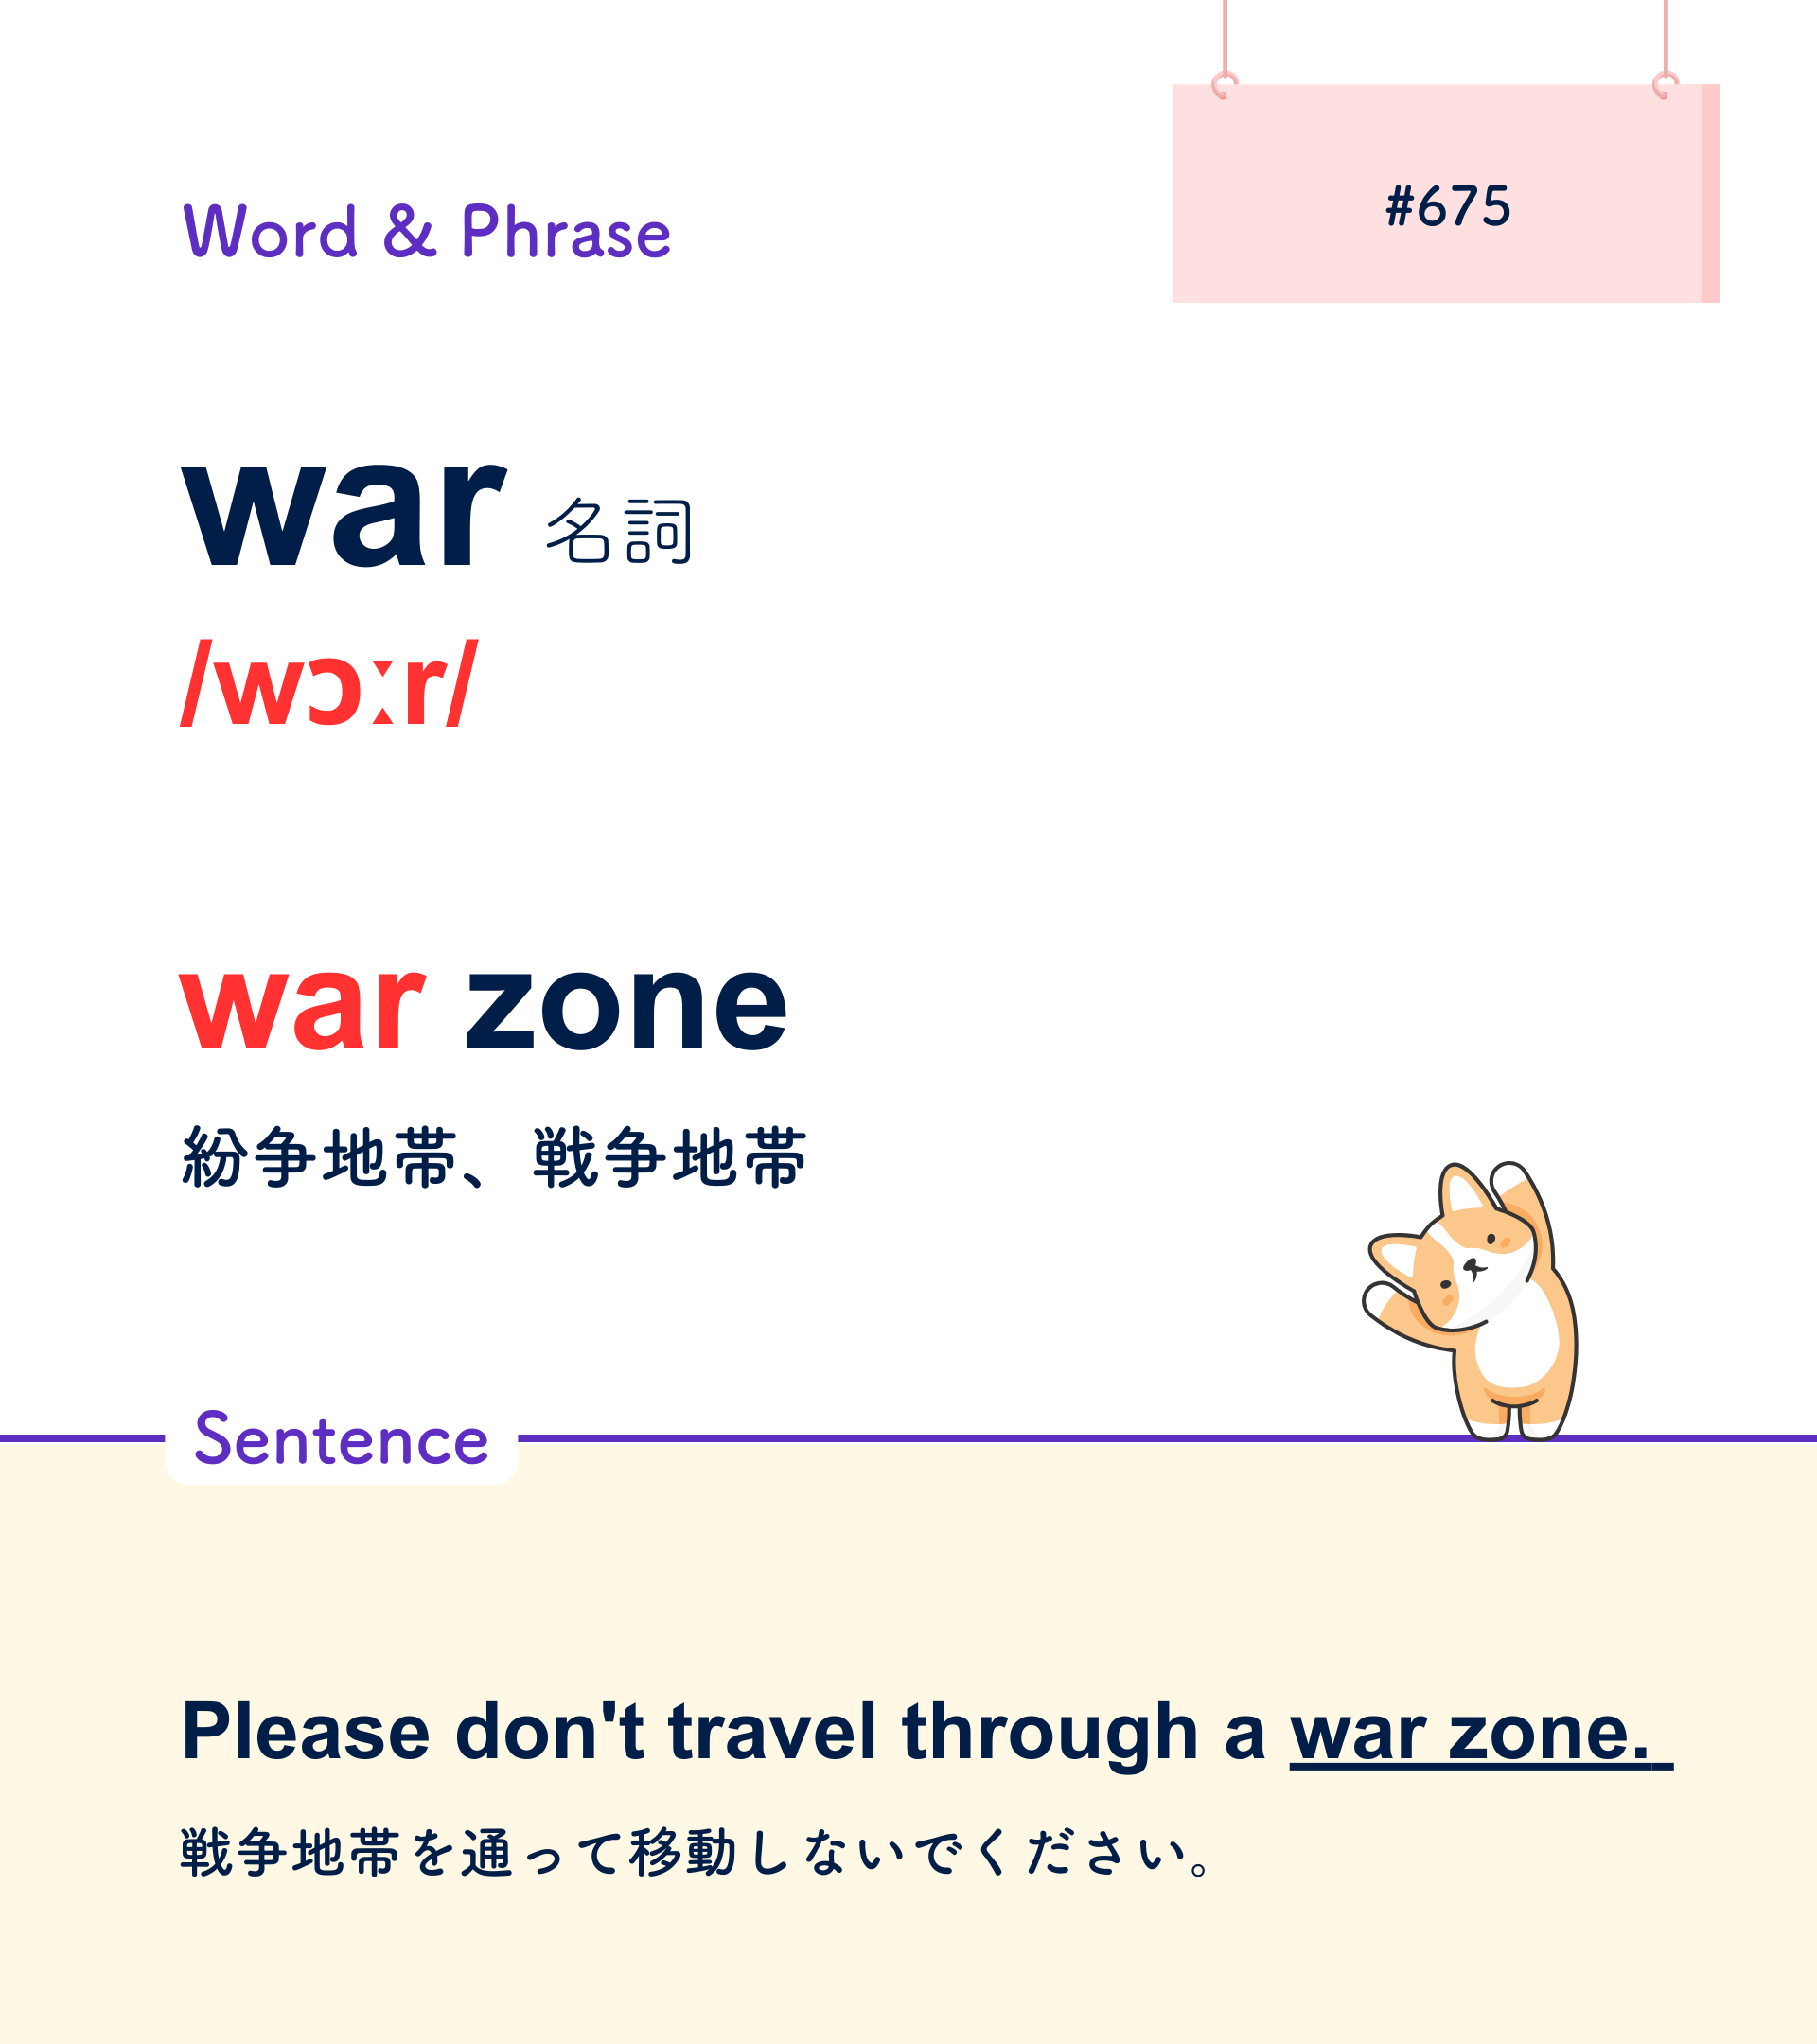 #675
Word & Phrase
war 名詞
/wɔːr/
war zone
紛争地帯、戦争地帯
Sentence
Please don't travel through a war zone.
戦争地帯を通って移動しないでください。